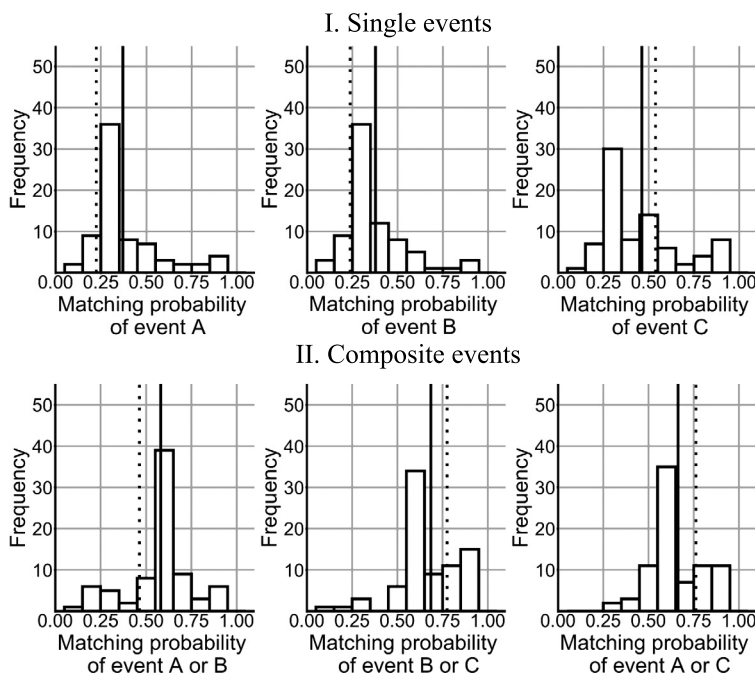 I. Single events
50
40
30
20
10
Frequency
0.00 0.25 0.50 0.75 1.00
Matching probability
of event A
50
40
30
20
10
Frequency
0.00 0.25 0.50 0.75 1.00
Matching probability
of event B
50
40
30
20
10
Frequency
0.00 0.25 0.50 0.75 1.00
Matching probability
of event C
II. Composite events
50
40
30
20
10
Frequency
0.00 0.25 0.50 0.75 1.00
Matching probability
of event A or B
50
40
30
20
10
Frequency
0.00 0.25 0.50 0.75 1.00
Matching probability
of event B or C
50
40
30
20
10
Frequency
0.00 0.25 0.50 0.75 1.00
Matching probability
of event A or C